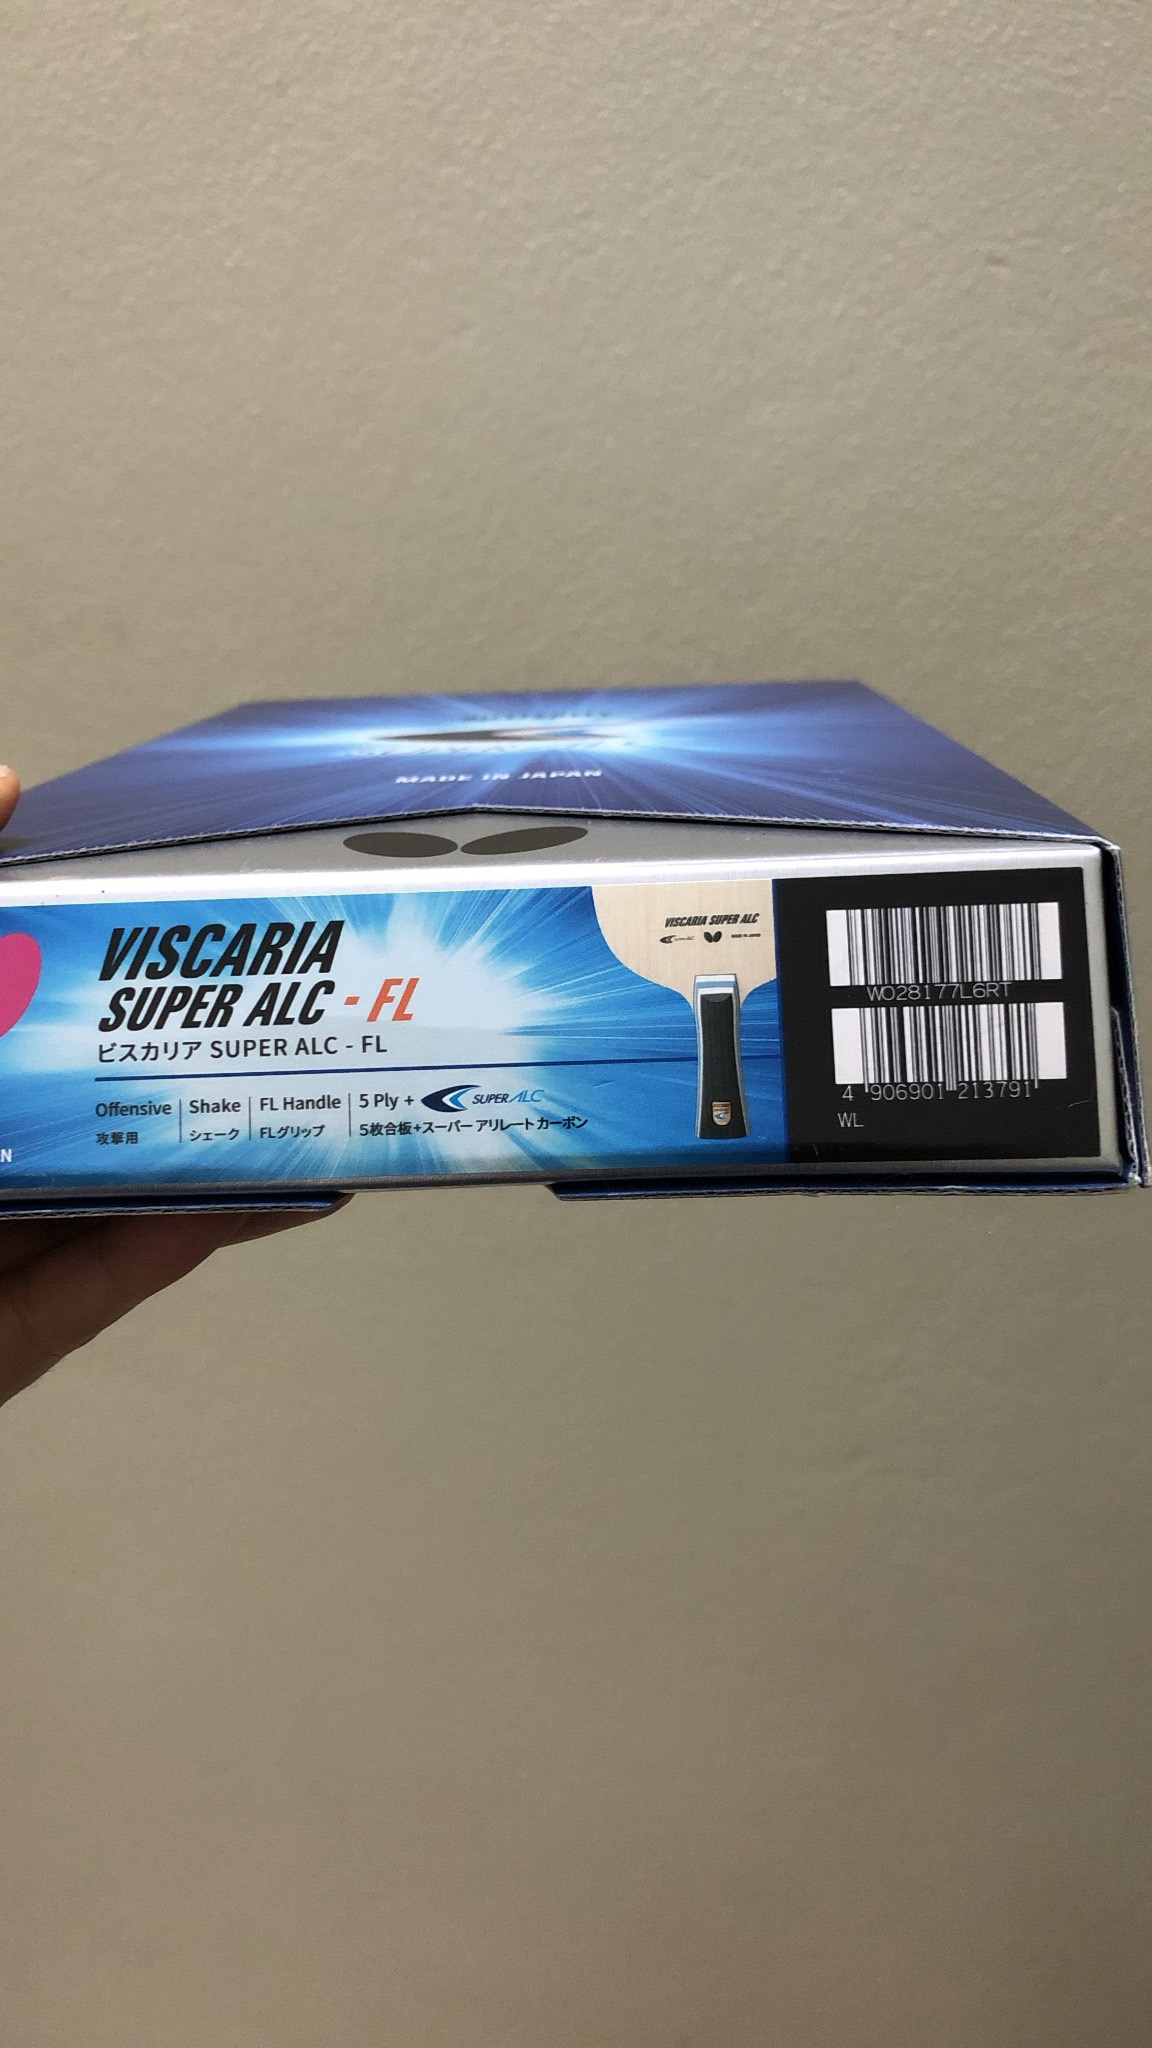 MADE IN JAPAN
VISCARIA
SUPER ALC - FL
ビスカリア SUPER ALC - FL
Offensive
攻撃用
Shake
シェーク
FL Handle
FLグリップ
5 Ply + SUPER ALC
5枚合板+スーパー アリレート カーボン
VISCARIA SUPER ALC
MADE IN JAPAN
W028177L6RT
4 906901 213791
WL